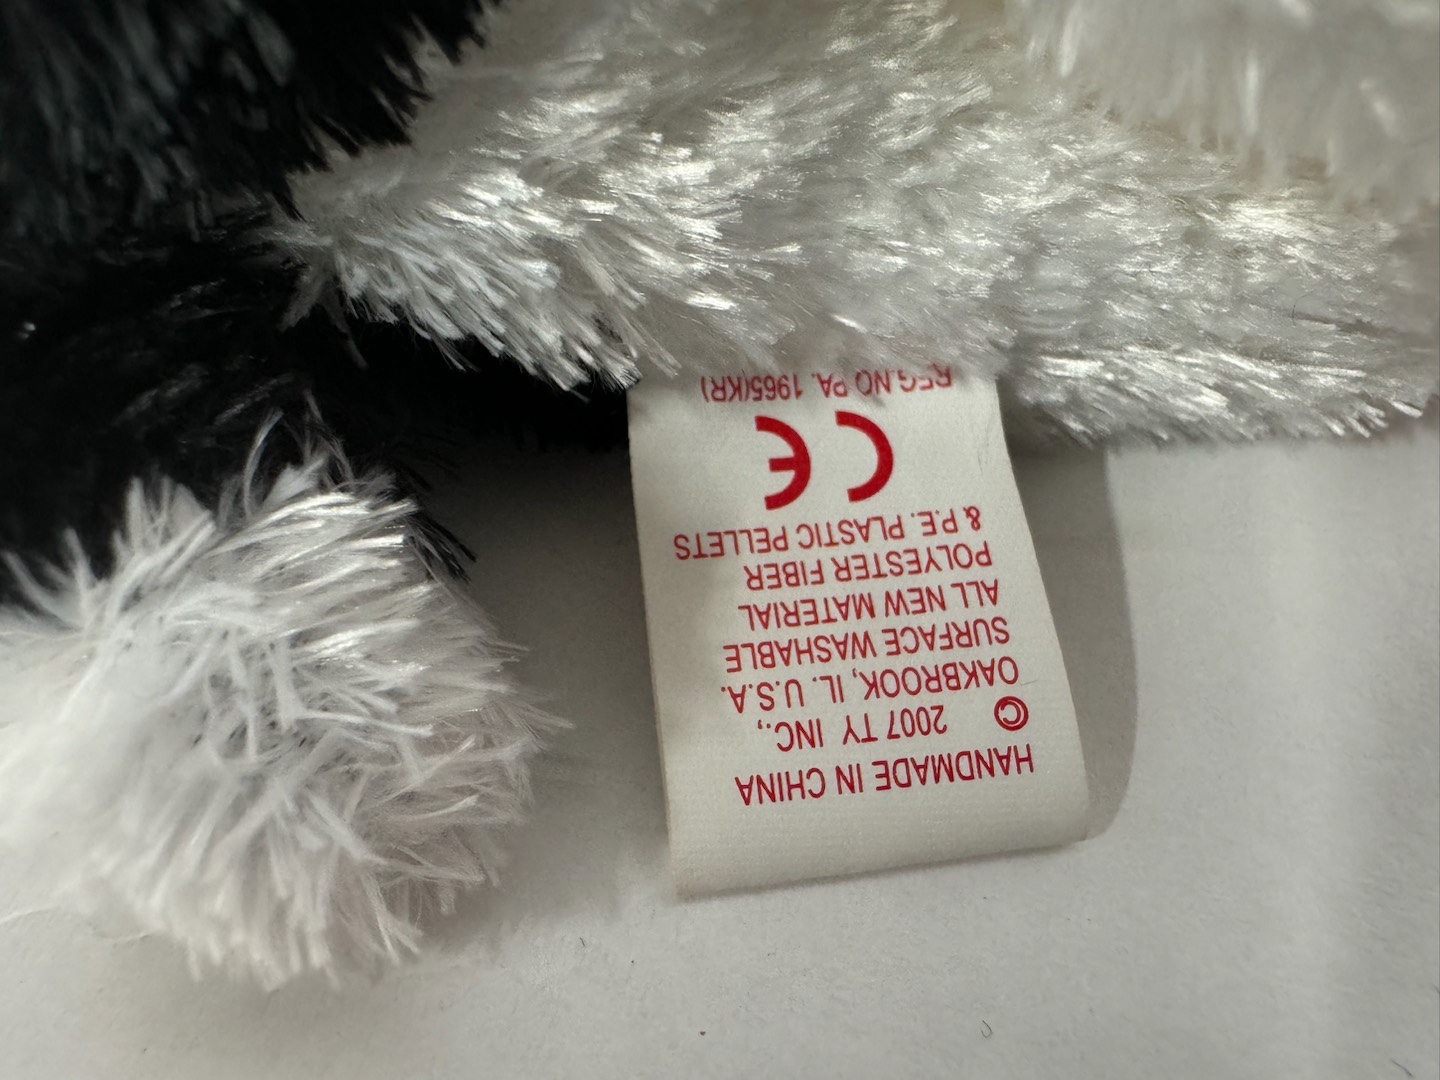 HANDMADE IN CHINA
© 2007 TY INC.,
OAKBROOK, IL. U.S.A.
SURFACE WASHABLE
ALL NEW MATERIAL
POLYESTER FIBER
& P.E. PLASTIC PELLETS
CE
REG.NO PA. 1965(KR)